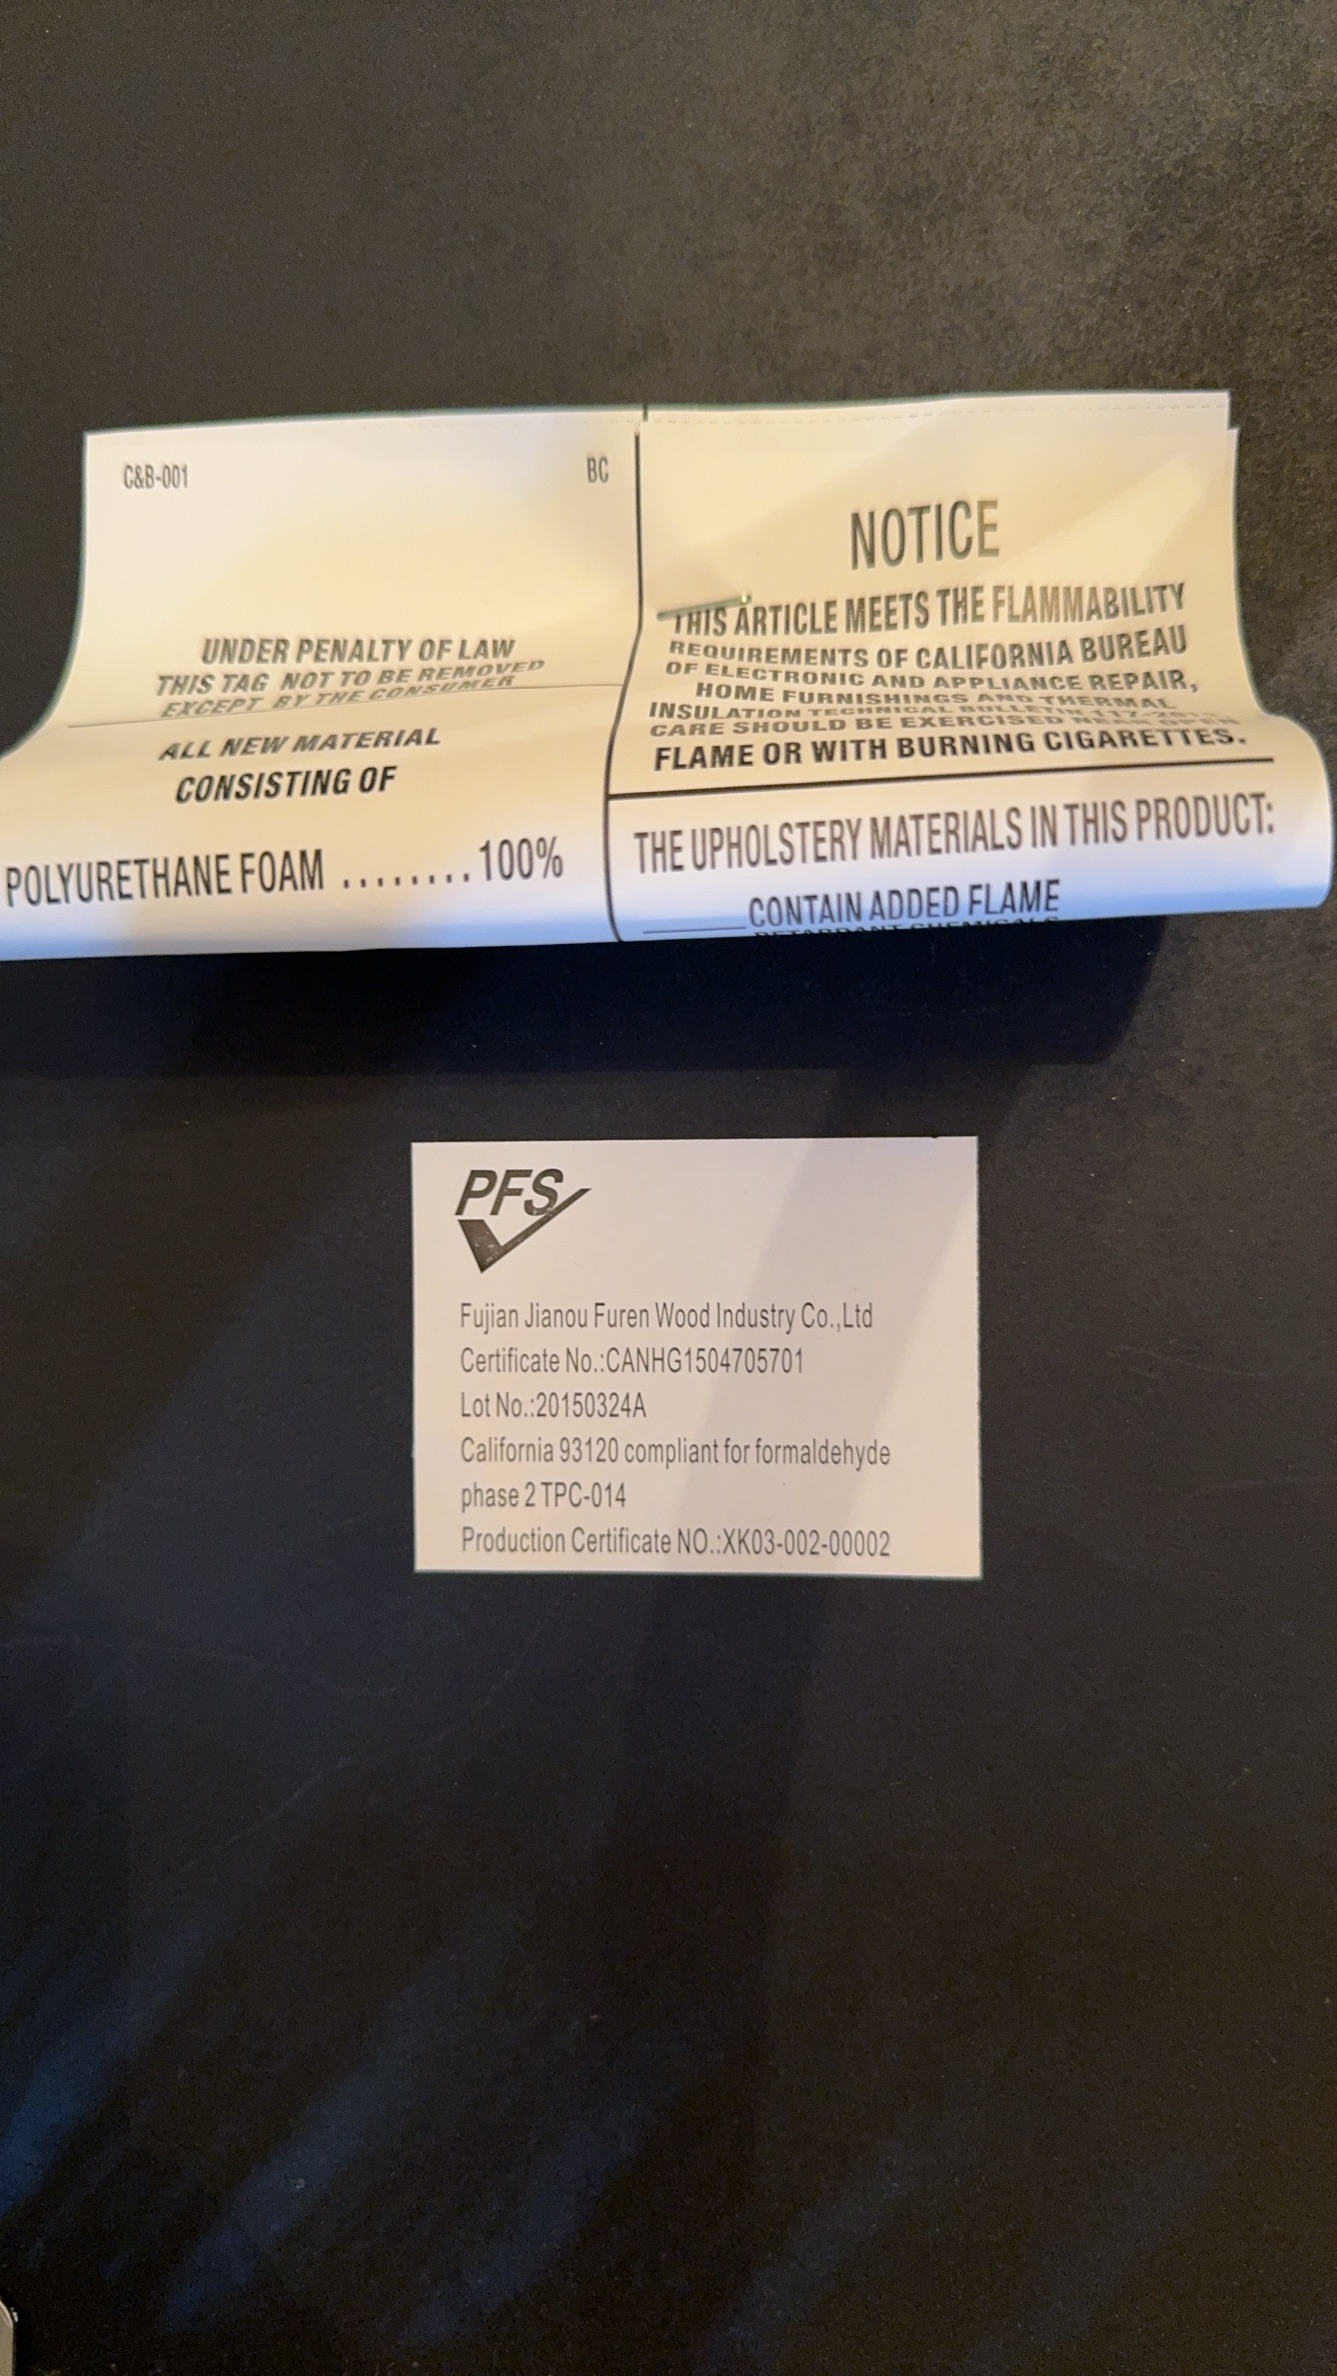 C&B-001
BC
UNDER PENALTY OF LAW
THIS TAG NOT TO BE REMOVED
EXCEPT BY THE CONSUMER
ALL NEW MATERIAL
CONSISTING OF
POLYURETHANE FOAM ........100%
NOTICE
THIS ARTICLE MEETS THE FLAMMABILITY
REQUIREMENTS OF CALIFORNIA BUREAU
OF ELECTRONIC AND APPLIANCE REPAIR,
HOME FURNISHINGS AND THERMAL
INSULATION TECHNICAL BULLETIN
CARE SHOULD BE EXERCISED NEAR OPEN
FLAME OR WITH BURNING CIGARETTES.
THE UPHOLSTERY MATERIALS IN THIS PRODUCT:
CONTAIN ADDED FLAME
RETARDANT CHEMICALS
PFS
Fujian Jianou Furen Wood Industry Co.,Ltd
Certificate No.:CANHG1504705701
Lot No.:20150324A
California 93120 compliant for formaldehyde
phase 2 TPC-014
Production Certificate NO.:XK03-002-00002